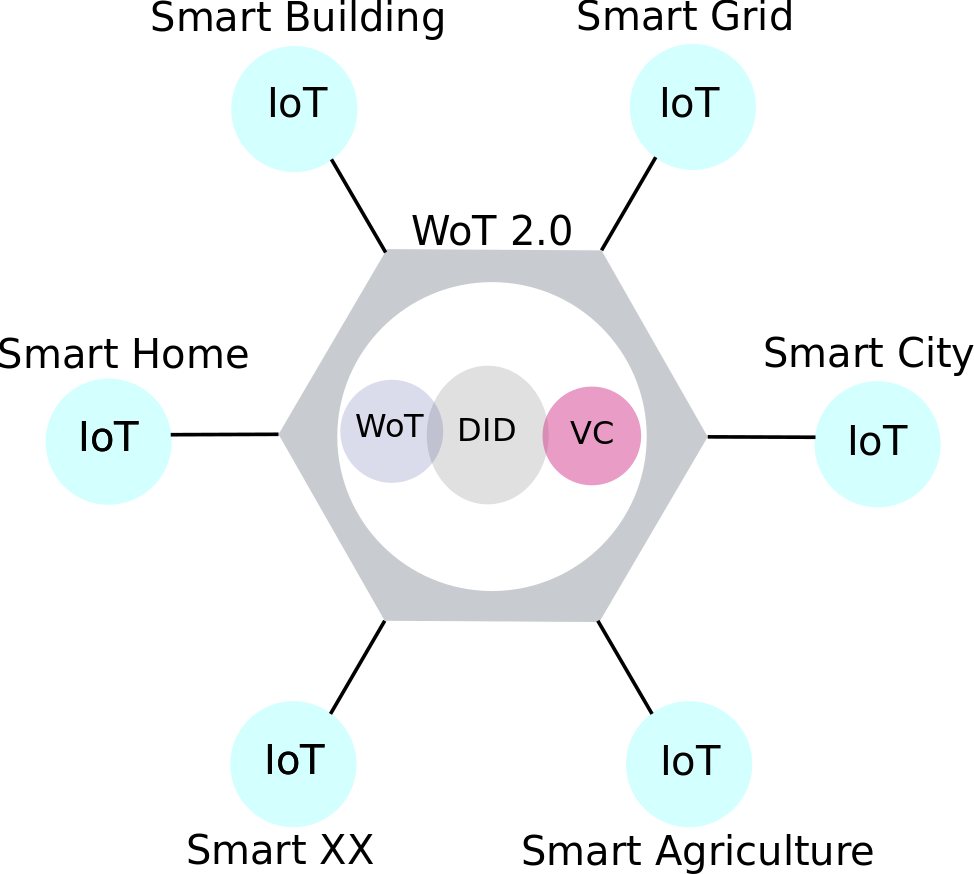 Smart Building
Smart Grid
IoT
IoT
WoT 2.0
Smart Home
Smart City
IoT
WoT
DID
VC
IoT
IoT
IoT
Smart XX
Smart Agriculture